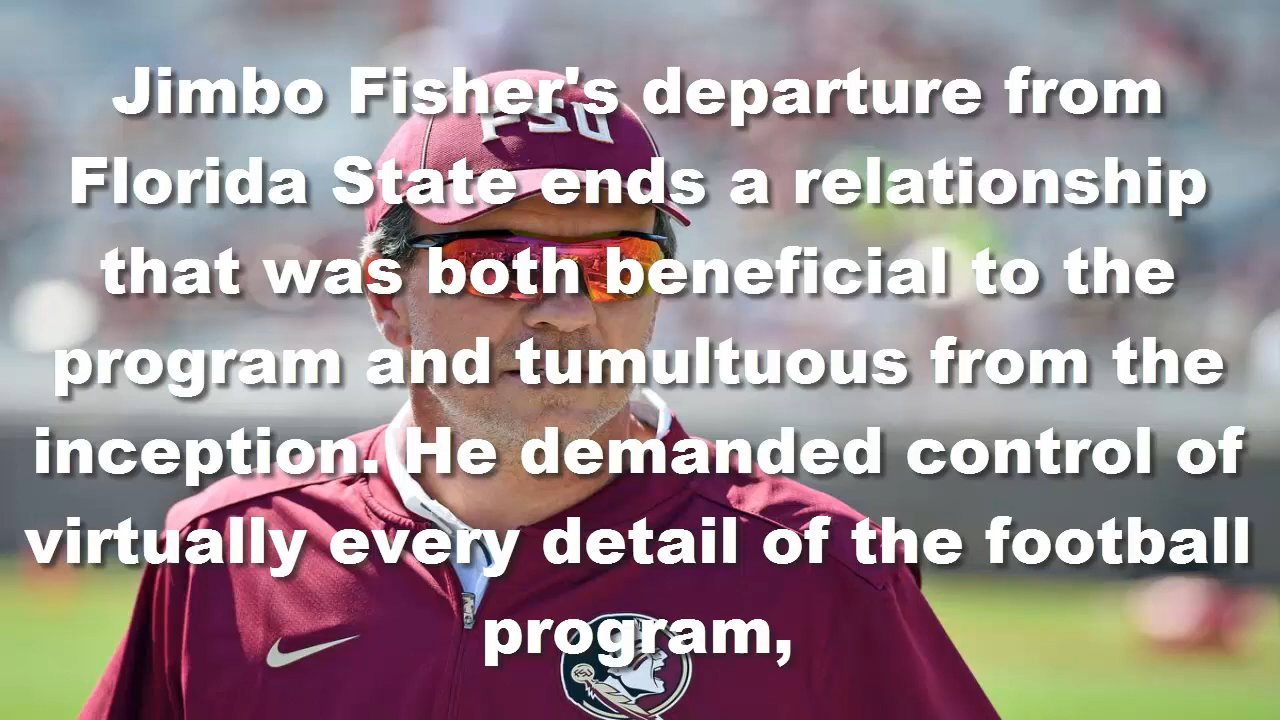 Jimbo Fisher's departure from
Florida State ends a relationship
that was both beneficial to the
program and tumultuous from the
inception. He demanded control of
virtually every detail of the football
program,
FSU